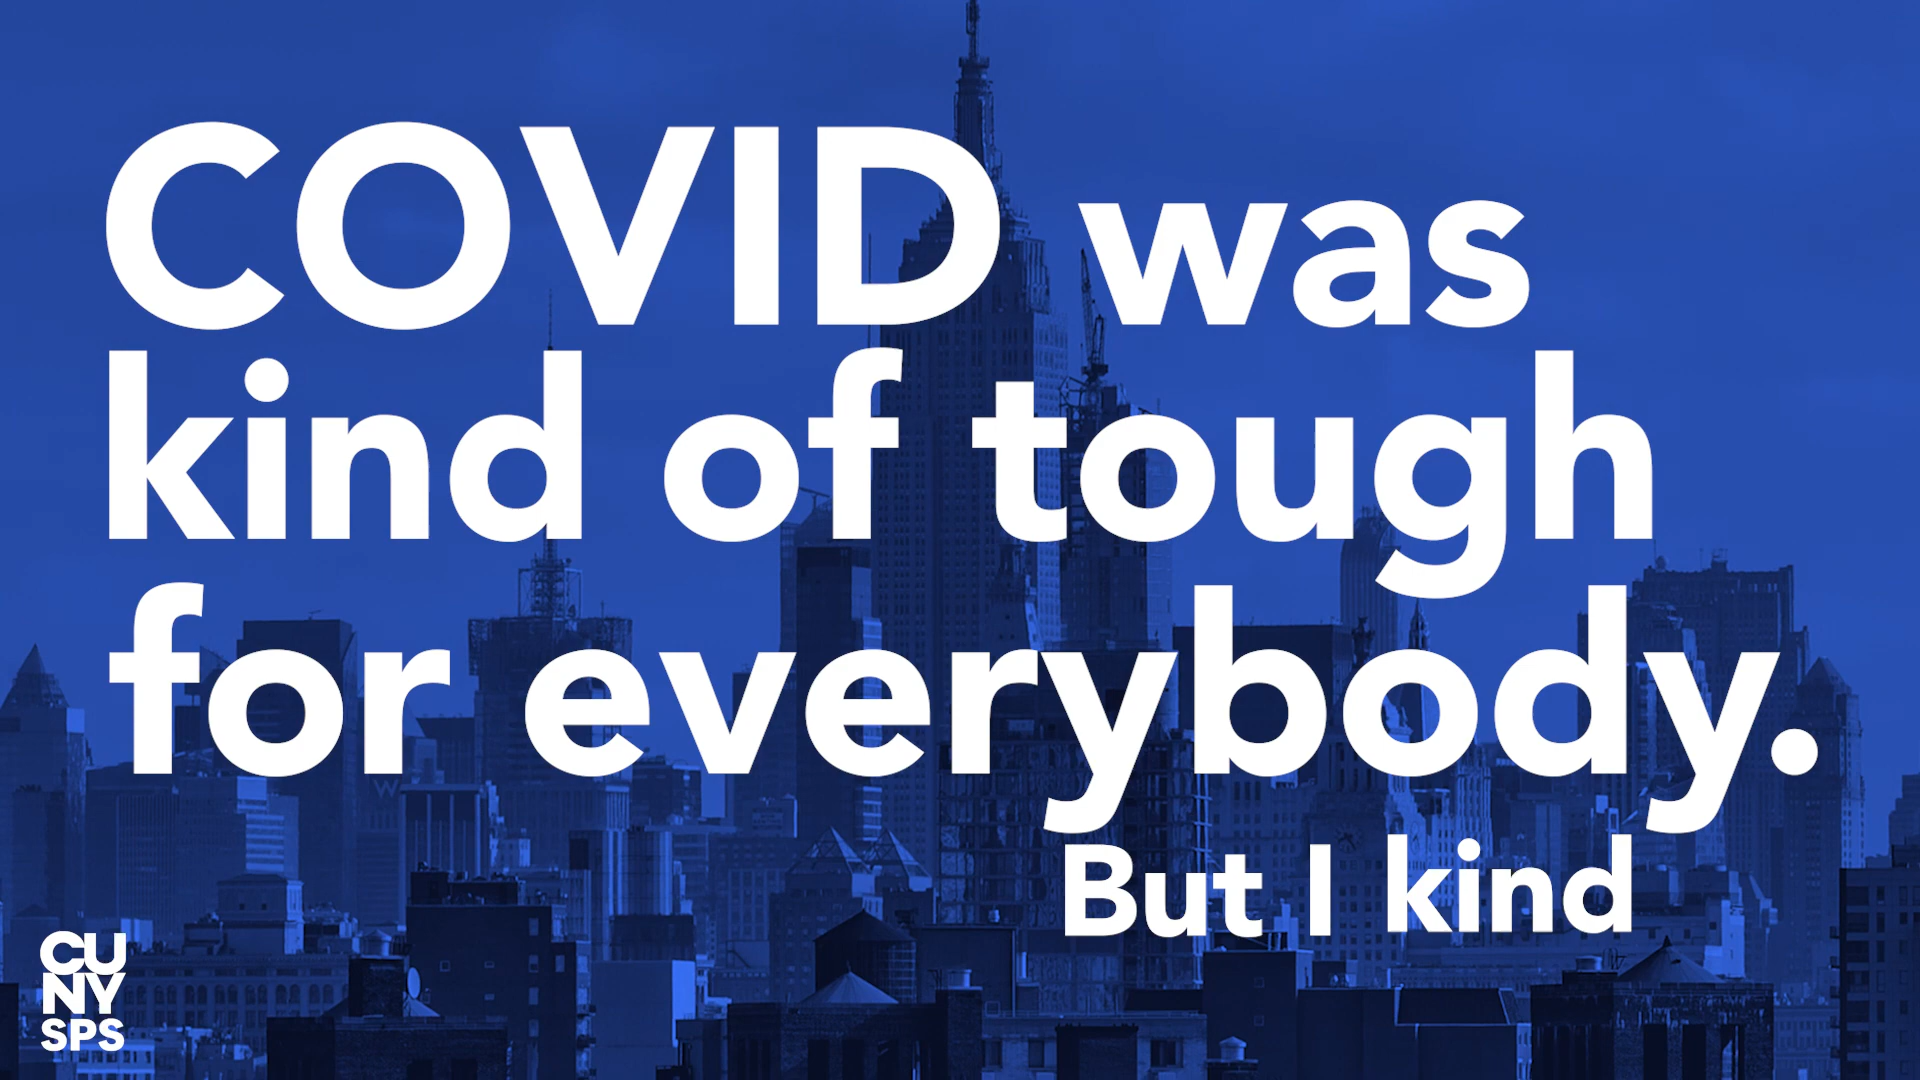 COVID was
kind of tough
for everybody.
But I kind
CU
NY
SPS